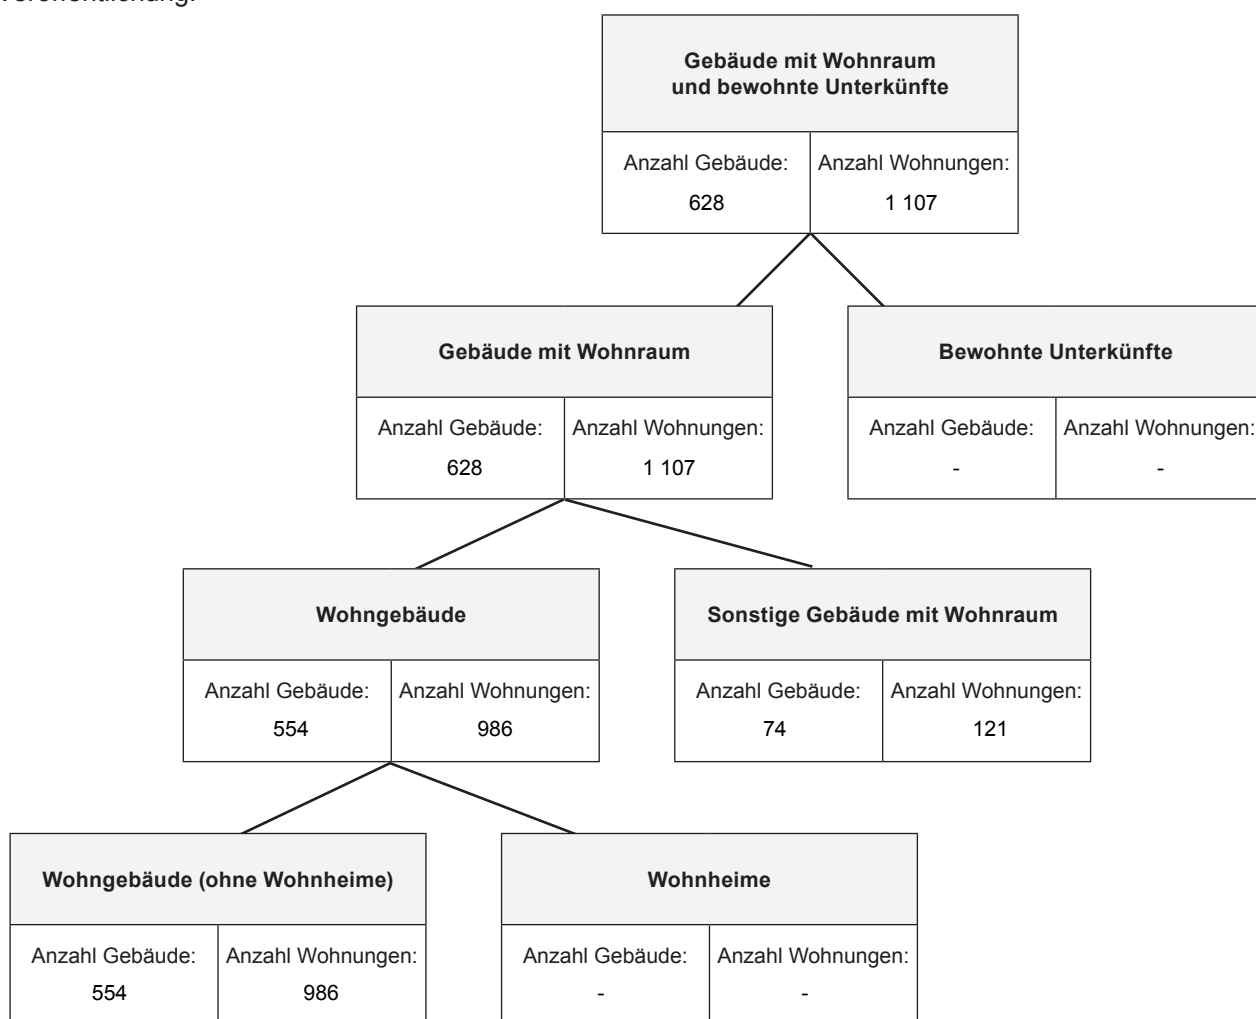 Veröffentlichung.
Gebäude mit Wohnraum
und bewohnte Unterkünfte
Anzahl Gebäude: Anzahl Wohnungen:
628 1 107
Gebäude mit Wohnraum Bewohnte Unterkünfte
Anzahl Gebäude: Anzahl Wohnungen: Anzahl Gebäude: Anzahl Wohnungen:
628 1 107 - -
Wohngebäude Sonstige Gebäude mit Wohnraum
Anzahl Gebäude: Anzahl Wohnungen: Anzahl Gebäude: Anzahl Wohnungen:
554 986 74 121
Wohngebäude (ohne Wohnheime) Wohnheime
Anzahl Gebäude: Anzahl Wohnungen: Anzahl Gebäude: Anzahl Wohnungen:
554 986 - -